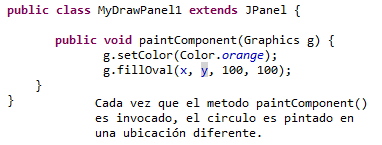 public class MyDrawPanel1 extends JPanel {
public void paintComponent(Graphics g) {
g.setColor(Color.orange);
g.fillOval(x, y, 100, 100);
}
}
Cada vez que el metodo paintComponent()
es invocado, el circulo es pintado en
una ubicación diferente.